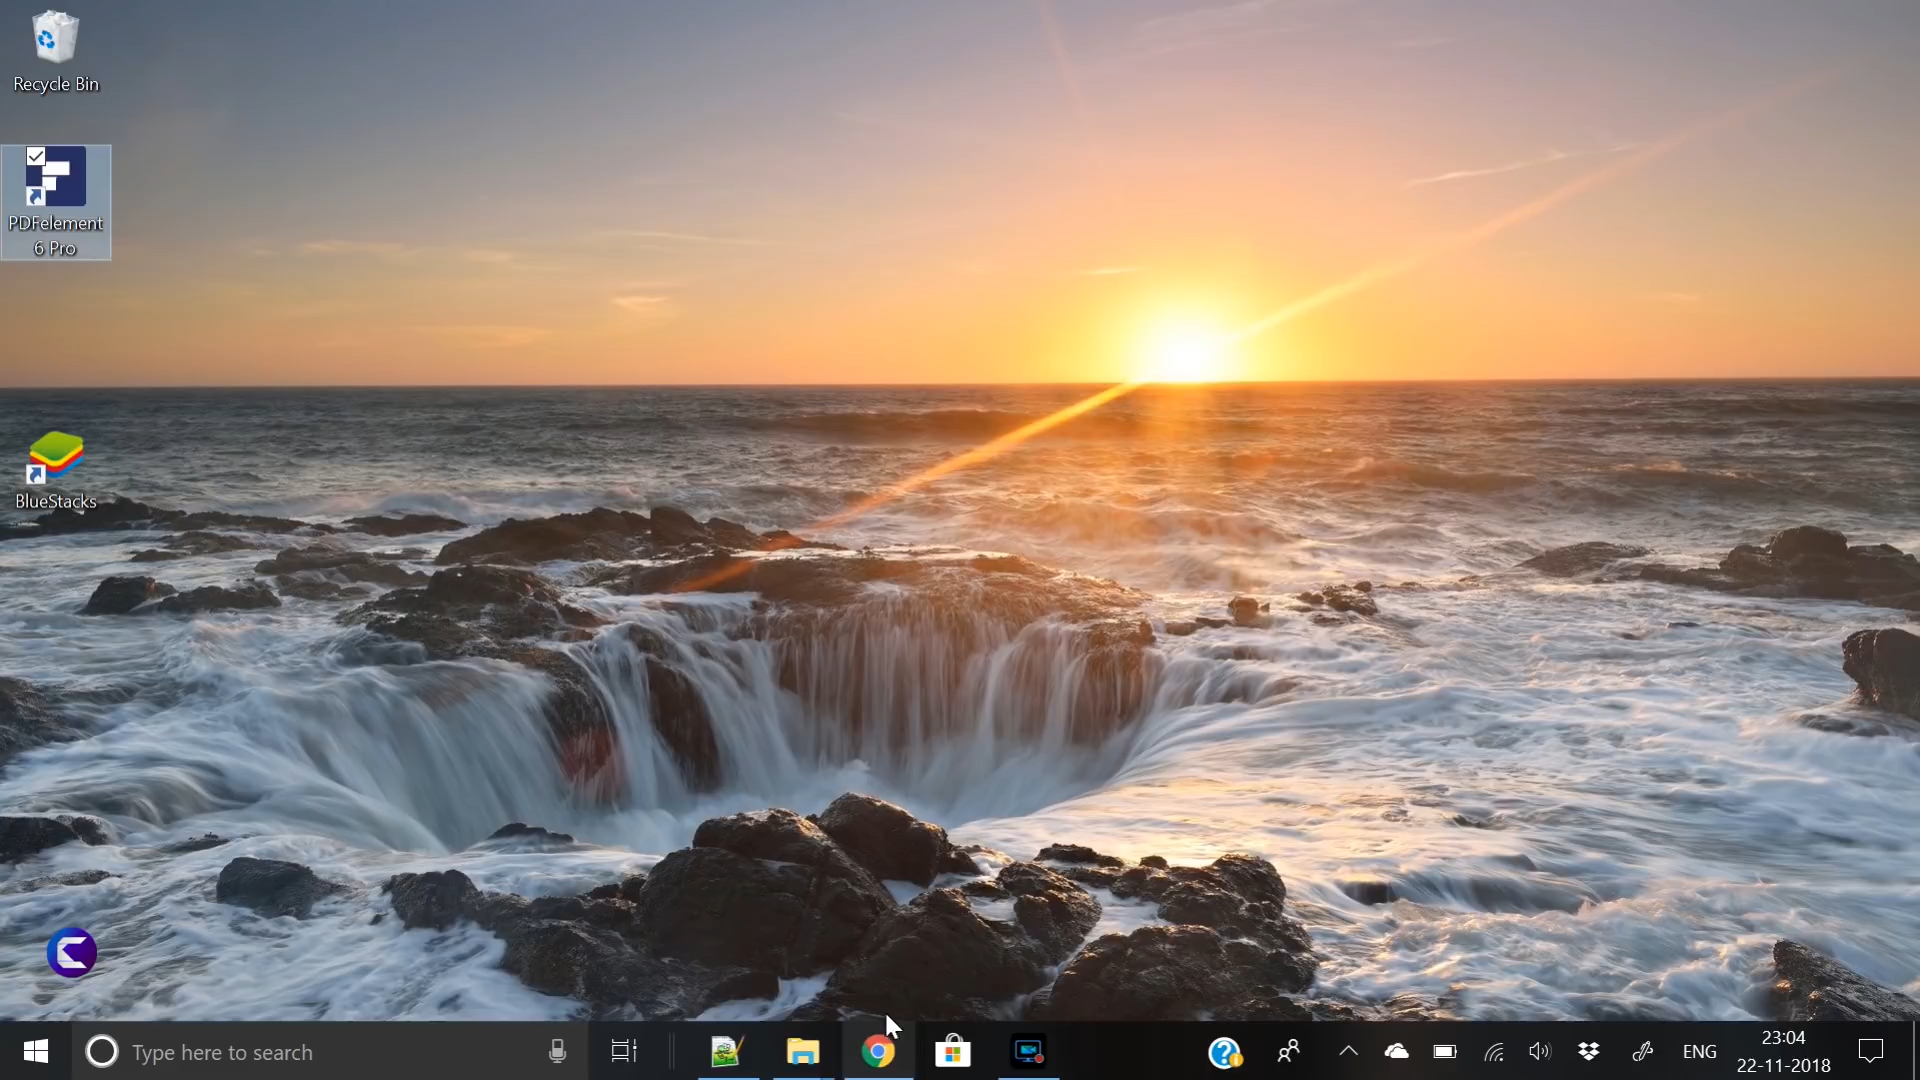 Recycle Bin
PDFelement
6 Pro
BlueStacks
Type here to search
ENG
23:04
22-11-2018